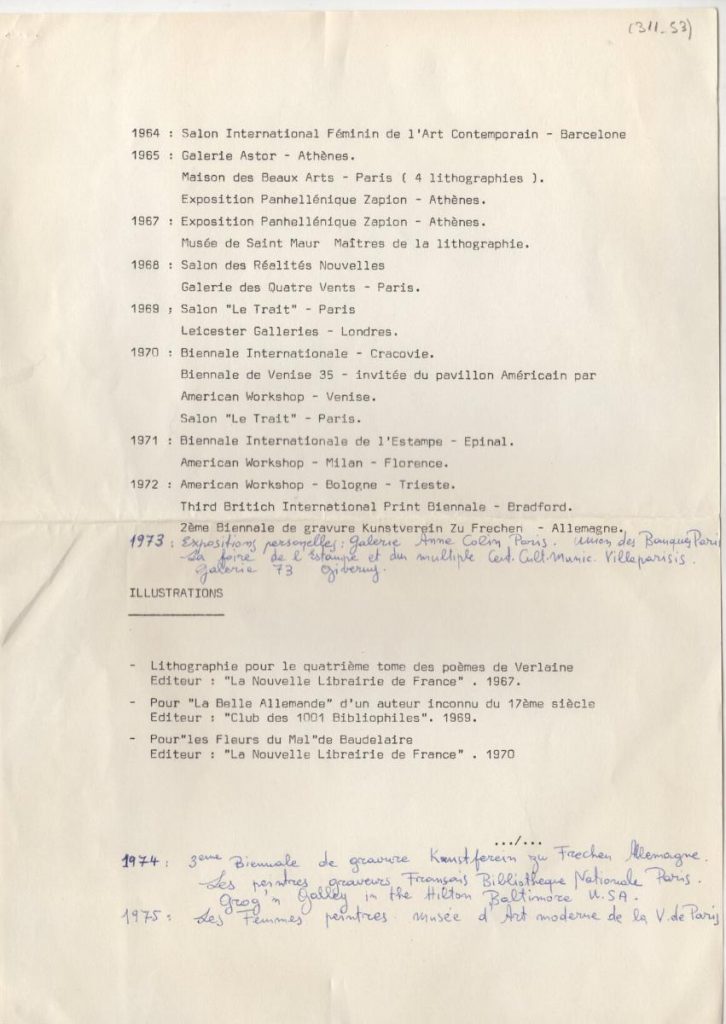 (311-53)
1964 : Salon International Féminin de l'Art Contemporain - Barcelone
1965 : Galerie Astor - Athènes.
Maison des Beaux Arts - Paris ( 4 lithographies ).
Exposition Panhellénique Zapion - Athènes.
1967 : Exposition Panhellénique Zapion - Athènes.
Musée de Saint Maur Maîtres de la lithographie.
1968 : Salon des Réalités Nouvelles
Galerie des Quatre Vents - Paris.
1969 ; Salon "Le Trait" - Paris
Leicester Galleries - Londres.
1970 : Biennale Internationale - Cracovie.
Biennale de Venise 35 - invitée du pavillon Américain par
American Workshop - Venise.
Salon "Le Trait" - Paris.
1971 : Biennale Internationale de l'Estampe - Epinal.
American Workshop - Milan - Florence.
1972 : American Workshop - Bologne - Trieste.
Third Britich International Print Biennale - Bradford.
2ème Biennale de gravure Kunstverein Zu Frechen - Allemagne.
1973 : Expositions personelles : Galerie Anne Colin Paris. Union des Banques Paris
La foire de l'Estampe et du multiple Cent. Cult. Munic. Villeparisis.
Galerie 73 Giverny.
ILLUSTRATIONS
- Lithographie pour le quatrième tome des poèmes de Verlaine
Editeur : "La Nouvelle Librairie de France" . 1967.
- Pour "La Belle Allemande" d'un auteur inconnu du 17ème siècle
Editeur : "Club des 1001 Bibliophiles". 1969.
- Pour"les Fleurs du Mal"de Baudelaire
Editeur : "La Nouvelle Librairie de France" . 1970
.../...
1974 : 3eme Biennale de gravure Kunstferein zu Frechen Allemagne.
Les peintres graveurs Français Bibliotheque Nationale Paris.
Grog'n Galley in the Hilton Baltimore U.S.A.
1975 : Les Femmes peintres. musée d'Art moderne de la V. de Paris